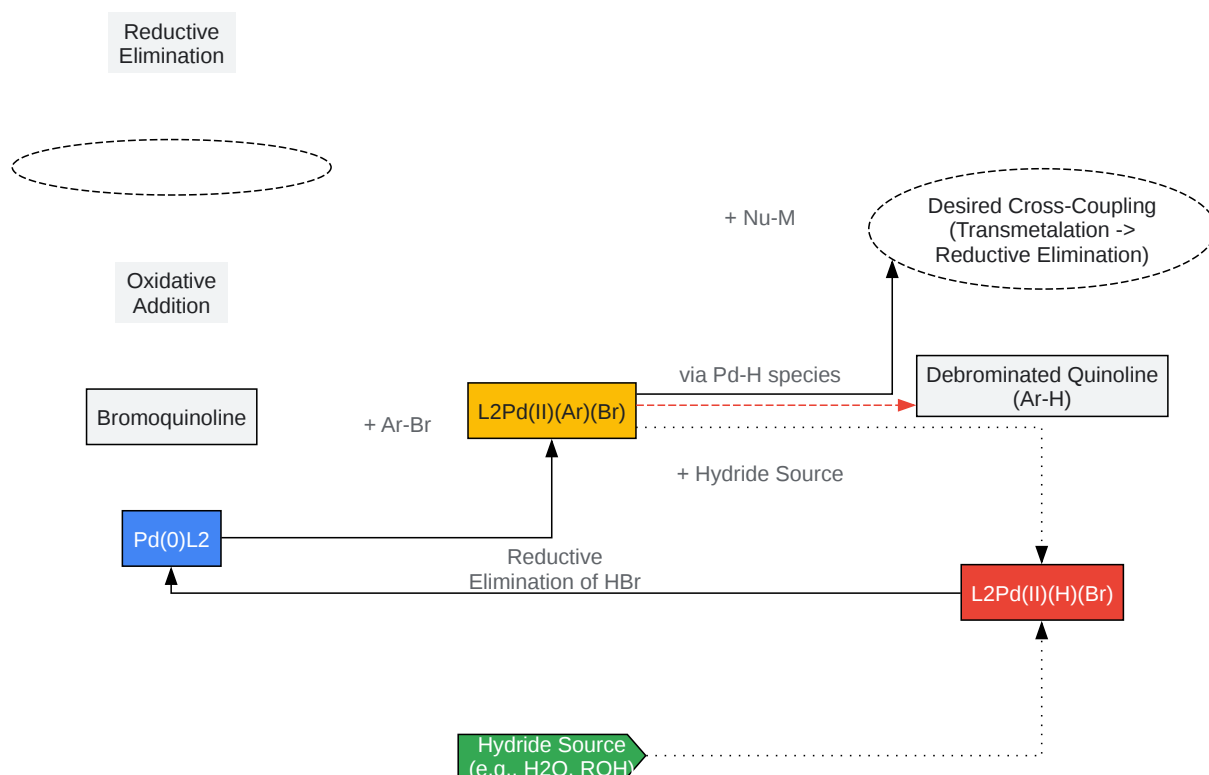 Reductive
Elimination
+ Nu-M
Desired Cross-Coupling
(Transmetalation ->
Reductive Elimination)
Oxidative
Addition
via Pd-H species
Debrominated Quinoline
(Ar-H)
Bromoquinoline
+ Ar-Br
L2Pd(II)(Ar)(Br)
+ Hydride Source
Pd(0)L2
Reductive
Elimination of HBr
L2Pd(II)(H)(Br)
Hydride Source
(e.g., H2O, ROH)